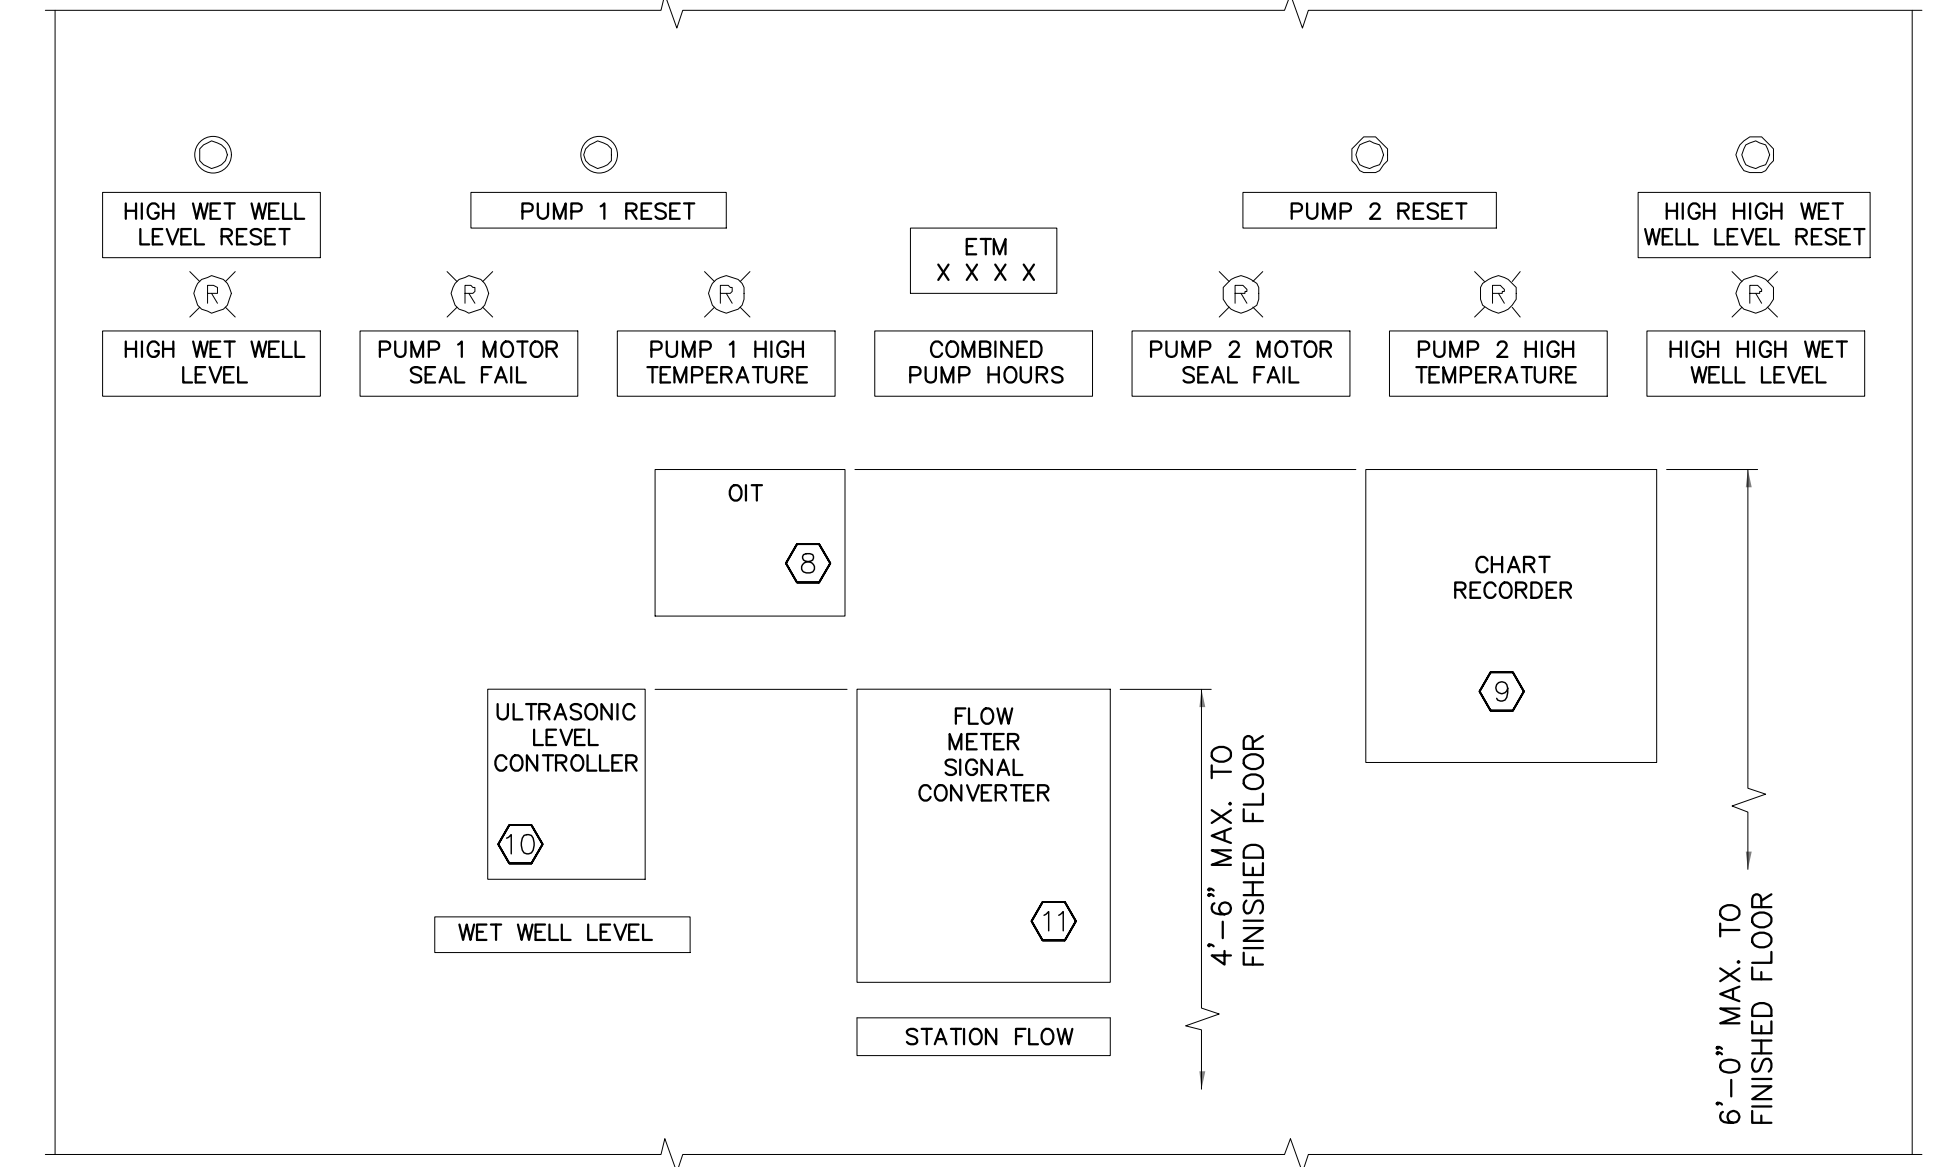 HIGH WET WELL
LEVEL RESET
PUMP 1 RESET
PUMP 2 RESET
HIGH HIGH WET
WELL LEVEL RESET
ETM
X X X X
R
R
R
R
R
R
HIGH WET WELL
LEVEL
PUMP 1 MOTOR
SEAL FAIL
PUMP 1 HIGH
TEMPERATURE
COMBINED
PUMP HOURS
PUMP 2 MOTOR
SEAL FAIL
PUMP 2 HIGH
TEMPERATURE
HIGH HIGH WET
WELL LEVEL
OIT
8
CHART
RECORDER
9
ULTRASONIC
LEVEL
CONTROLLER
10
WET WELL LEVEL
FLOW
METER
SIGNAL
CONVERTER
11
STATION FLOW
4'-6" MAX. TO
FINISHED FLOOR
6'-0" MAX. TO
FINISHED FLOOR